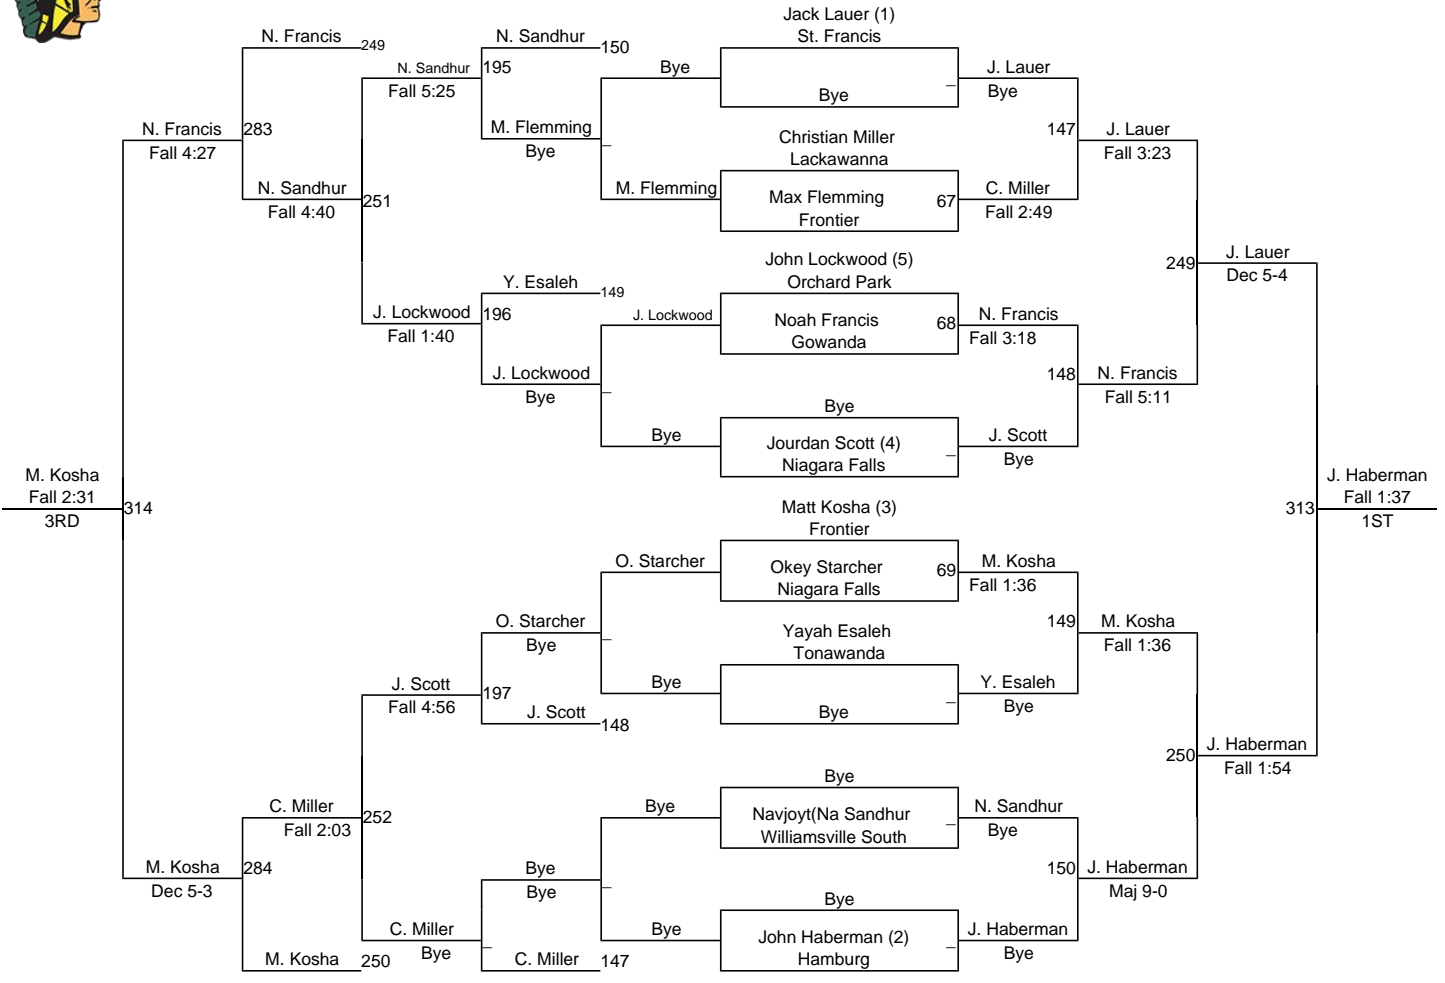 Jack Lauer (1)
N. Francis
249
N. Sandhur
150
St. Francis
N. Sandhur
195
Bye
J. Lauer
Fall 5:25
Bye
_
Bye
N. Francis
283
M. Flemming
Christian Miller
147
J. Lauer
Fall 4:27
Bye
_
Lackawanna
Fall 3:23
N. Sandhur
251
M. Flemming
Max Flemming
67
C. Miller
Fall 4:40
Frontier
Fall 2:49
John Lockwood (5)
249
J. Lauer
Y. Esaleh
149
Orchard Park
Dec 5-4
J. Lockwood
196
J. Lockwood
Noah Francis
68
N. Francis
Fall 1:40
Gowanda
Fall 3:18
J. Lockwood
148
N. Francis
Bye
_
Bye
Fall 5:11
Bye
Jourdan Scott (4)
_
J. Scott
Niagara Falls
Bye
M. Kosha
J. Haberman
Fall 2:31
Fall 1:37
3RD
314
Matt Kosha (3)
313
1ST
Frontier
O. Starcher
Okey Starcher
69
M. Kosha
Niagara Falls
Fall 1:36
O. Starcher
Yayah Esaleh
149
M. Kosha
Bye
_
Tonawanda
Fall 1:36
J. Scott
197
Bye
Y. Esaleh
Fall 4:56
J. Scott
148
Bye
_
Bye
250
J. Haberman
Bye
Fall 1:54
C. Miller
252
Bye
Navjoyt(Na Sandhur
_
N. Sandhur
Fall 2:03
Williamsville South
Bye
M. Kosha
284
Bye
150
J. Haberman
Dec 5-3
Bye
_
Bye
Maj 9-0
C. Miller
Bye
John Haberman (2)
_
J. Haberman
Bye
_
Hamburg
Bye
M. Kosha
250
C. Miller
147